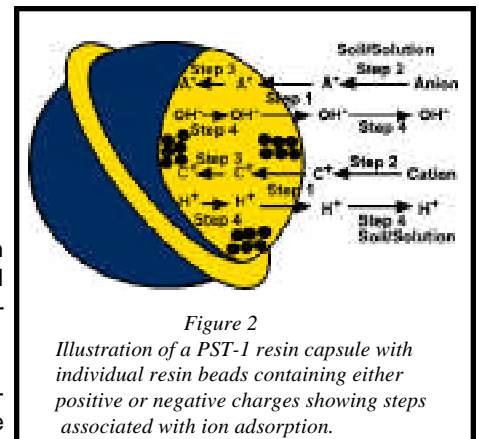 Soil/Solution
Step 3 Step 2
A⁻ A⁻ A⁻ Anion
Step 1
OH⁻ OH⁻ OH⁻ OH⁻
Step 4 Step 4
Step 3 Step 2
C⁺ C⁺ C⁺ Cation
Step 1
H⁺ H⁺ H⁺ H⁺
Step 4 Step 4
Soil/Solution
Figure 2
Illustration of a PST-1 resin capsule with
individual resin beads containing either
positive or negative charges showing steps
associated with ion adsorption.